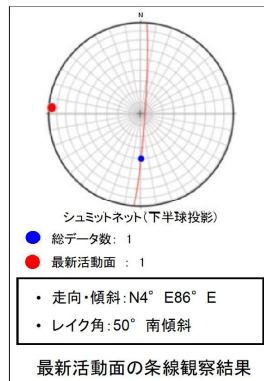 N
シュミットネット(下半球投影)
総データ数: 1
最新活動面 : 1
・ 走向・傾斜:N4°E86°E
・ レイク角:50°南傾斜
最新活動面の条線観察結果